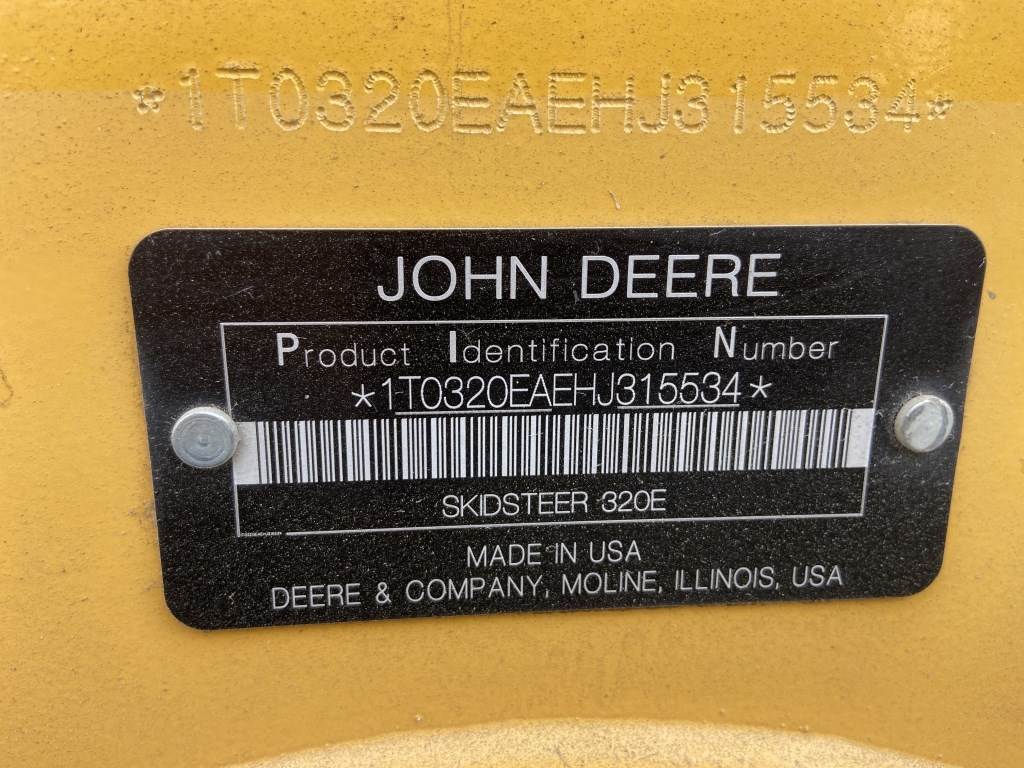 *1T0320EAEHJ315534*
JOHN DEERE
Product Identification Number
*1T0320EAEHJ315534*
SKIDSTEER 320E
MADE IN USA
DEERE & COMPANY, MOLINE, ILLINOIS, USA